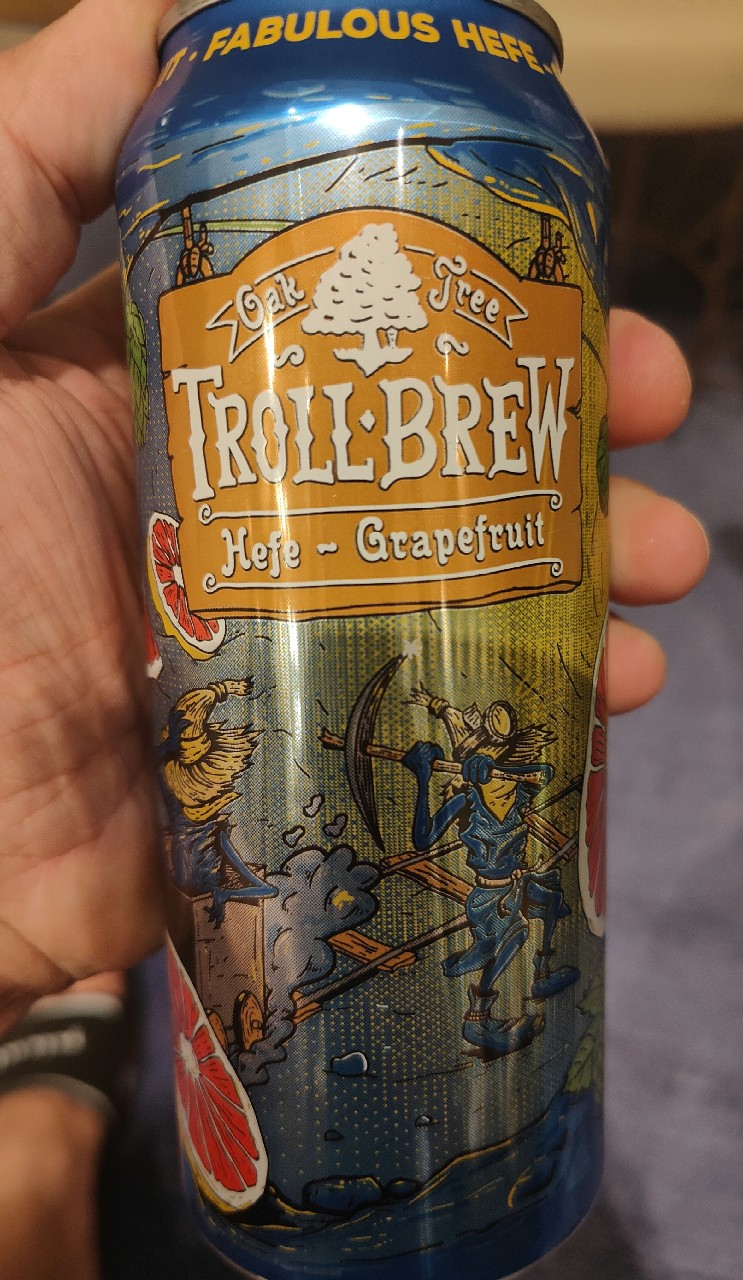 · FABULOUS HEFE
Oak Tree
TROLL·BREW
Hefe ~ Grapefruit